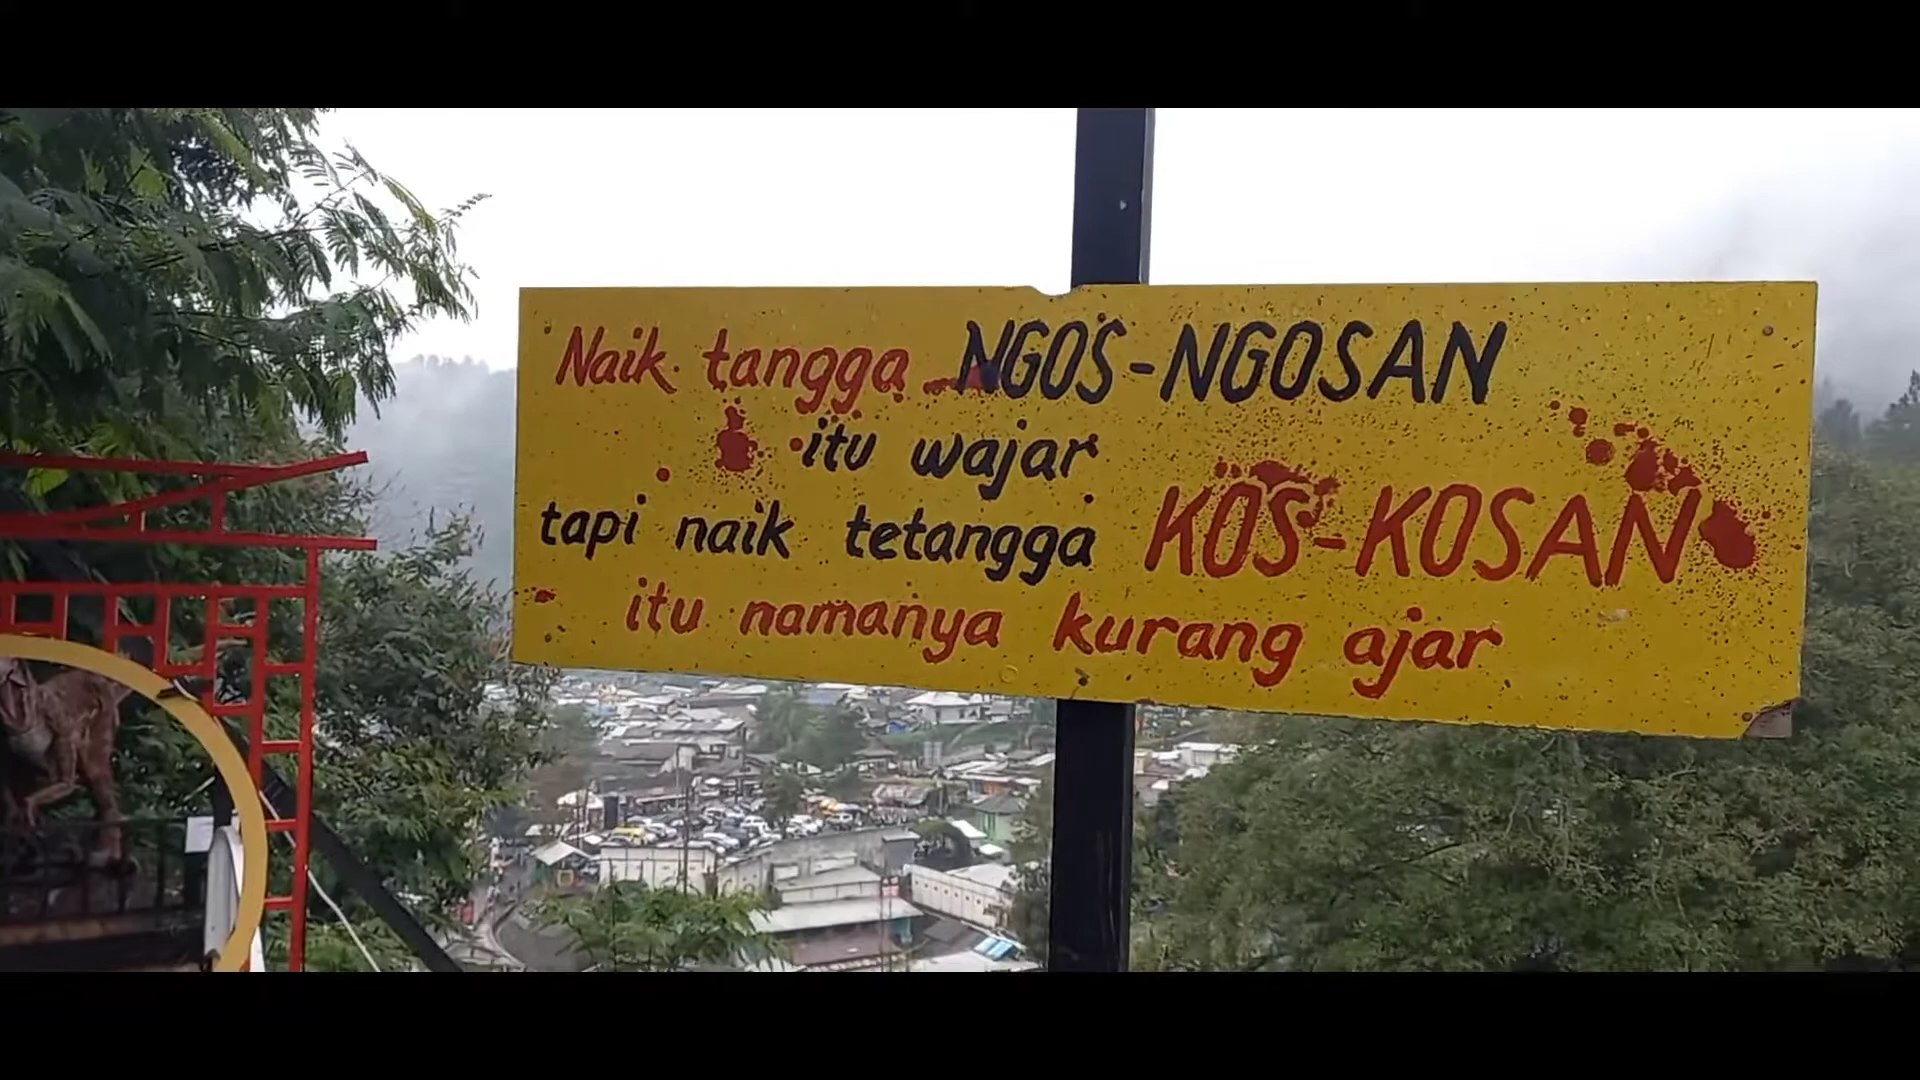 Naik tangga NGOS-NGOSAN
itu wajar
tapi naik tetangga KOS-KOSAN
itu namanya kurang ajar